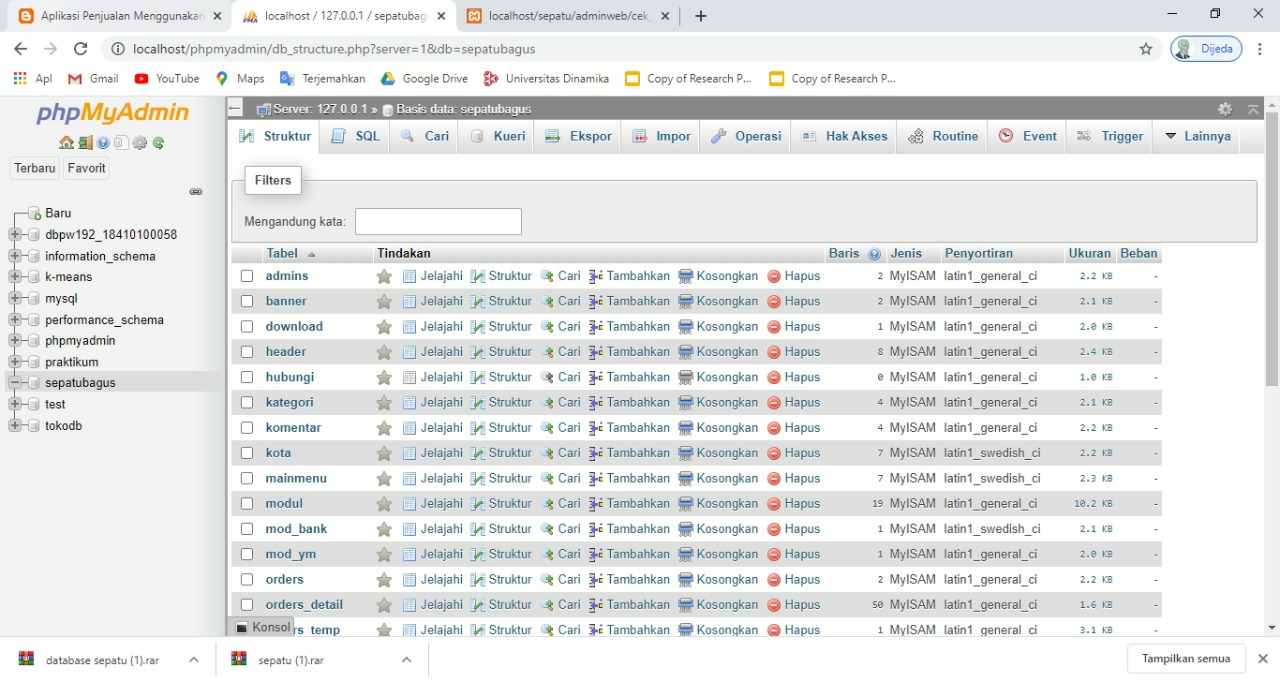 Aplikasi Penjualan Menggunakan
localhost / 127.0.0.1 / sepatubag
localhost/sepatu/adminweb/cek_
localhost/phpmyadmin/db_structure.php?server=1&db=sepatubagus
Dijeda
Apl
Gmail
YouTube
Maps
Terjemahkan
Google Drive
Universitas Dinamika
Copy of Research P...
Copy of Research P...
phpMyAdmin
Terbaru Favorit
Baru
dbpw192_18410100058
information_schema
k-means
mysql
performance_schema
phpmyadmin
praktikum
sepatubagus
test
tokodb
Server: 127.0.0.1 » Basis data: sepatubagus
Struktur SQL Cari Kueri Ekspor Impor Operasi Hak Akses Routine Event Trigger Lainnya
Filters
Mengandung kata:
Tabel Tindakan Baris Jenis Penyortiran Ukuran Beban
admins Jelajahi Struktur Cari Tambahkan Kosongkan Hapus 2 MyISAM latin1_general_ci 2.2 KB -
banner Jelajahi Struktur Cari Tambahkan Kosongkan Hapus 2 MyISAM latin1_general_ci 2.1 KB -
download Jelajahi Struktur Cari Tambahkan Kosongkan Hapus 1 MyISAM latin1_general_ci 2.0 KB -
header Jelajahi Struktur Cari Tambahkan Kosongkan Hapus 8 MyISAM latin1_general_ci 2.4 KB -
hubungi Jelajahi Struktur Cari Tambahkan Kosongkan Hapus 0 MyISAM latin1_general_ci 1.0 KB -
kategori Jelajahi Struktur Cari Tambahkan Kosongkan Hapus 4 MyISAM latin1_general_ci 2.1 KB -
komentar Jelajahi Struktur Cari Tambahkan Kosongkan Hapus 4 MyISAM latin1_general_ci 2.2 KB -
kota Jelajahi Struktur Cari Tambahkan Kosongkan Hapus 7 MyISAM latin1_swedish_ci 2.2 KB -
mainmenu Jelajahi Struktur Cari Tambahkan Kosongkan Hapus 7 MyISAM latin1_swedish_ci 2.3 KB -
modul Jelajahi Struktur Cari Tambahkan Kosongkan Hapus 19 MyISAM latin1_general_ci 10.2 KB -
mod_bank Jelajahi Struktur Cari Tambahkan Kosongkan Hapus 1 MyISAM latin1_swedish_ci 2.1 KB -
mod_ym Jelajahi Struktur Cari Tambahkan Kosongkan Hapus 1 MyISAM latin1_general_ci 2.0 KB -
orders Jelajahi Struktur Cari Tambahkan Kosongkan Hapus 2 MyISAM latin1_general_ci 2.2 KB -
orders_detail Jelajahi Struktur Cari Tambahkan Kosongkan Hapus 50 MyISAM latin1_general_ci 1.6 KB -
rs_temp Jelajahi Struktur Cari Tambahkan Kosongkan Hapus 1 MyISAM latin1_general_ci 3.1 KB -
Konsol
database sepatu (1).rar
sepatu (1).rar
Tampilkan semua